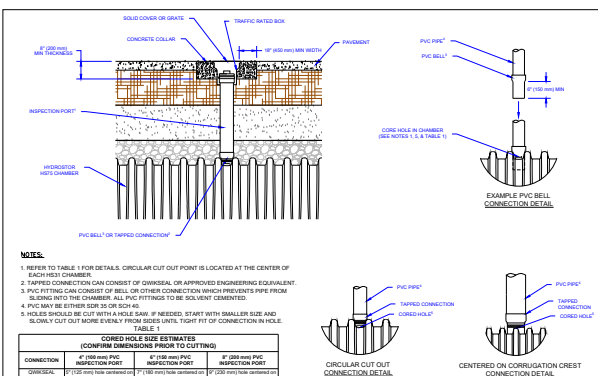 SOLID COVER OR GRATE
TRAFFIC RATED BOX
CONCRETE COLLAR
8" (200 mm)
MIN THICKNESS
18" (450 mm) MIN WIDTH
PAVEMENT
INSPECTION PORT⁴
HYDROSTOR
HS75 CHAMBER
PVC BELL³ OR TAPPED CONNECTION²
PVC PIPE⁴
PVC BELL³
6" (150 mm) MIN
CORE HOLE IN CHAMBER
(SEE NOTES 1, 5, & TABLE 1)
EXAMPLE PVC BELL
CONNECTION DETAIL
NOTES:
1. REFER TO TABLE 1 FOR DETAILS. CIRCULAR CUT OUT POINT IS LOCATED AT THE CENTER OF
EACH HS31 CHAMBER.
2. TAPPED CONNECTION CAN CONSIST OF QWIKSEAL OR APPROVED ENGINEERING EQUIVALENT.
3. PVC FITTING CAN CONSIST OF BELL OR OTHER CONNECTION WHICH PREVENTS PIPE FROM
SLIDING INTO THE CHAMBER. ALL PVC FITTINGS TO BE SOLVENT CEMENTED.
4. PVC MAY BE EITHER SDR 35 OR SCH 40.
5. HOLES SHOULD BE CUT WITH A HOLE SAW. IF NEEDED, START WITH SMALLER SIZE AND
SLOWLY CUT OUT MORE EVENLY FROM SIDES UNTIL TIGHT FIT OF CONNECTION IN HOLE.
TABLE 1
CORED HOLE SIZE ESTIMATES
(CONFIRM DIMENSIONS PRIOR TO CUTTING)
CONNECTION
4" (100 mm) PVC
INSPECTION PORT
6" (150 mm) PVC
INSPECTION PORT
8" (200 mm) PVC
INSPECTION PORT
QWIKSEAL
5" (125 mm) hole centered on
7" (180 mm) hole centered on
9" (230 mm) hole centered on
PVC PIPE⁴
TAPPED CONNECTION
CORED HOLE⁵
CIRCULAR CUT OUT
CONNECTION DETAIL
PVC PIPE⁴
TAPPED
CONNECTION
CORED HOLE⁵
CENTERED ON CORRUGATION CREST
CONNECTION DETAIL